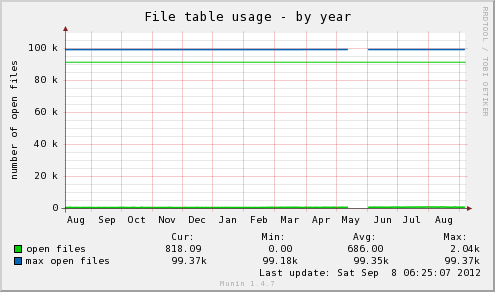 File table usage - by year
RRDTOOL / TOBI OETIKER
number of open files
100 k
80 k
60 k
40 k
20 k
0
Aug Sep Oct Nov Dec Jan Feb Mar Apr May Jun Jul Aug
Cur: Min: Avg: Max:
open files 818.09 0.00 686.00 2.04k
max open files 99.37k 99.18k 99.35k 99.37k
Last update: Sat Sep 8 06:25:07 2012
Munin 1.4.7